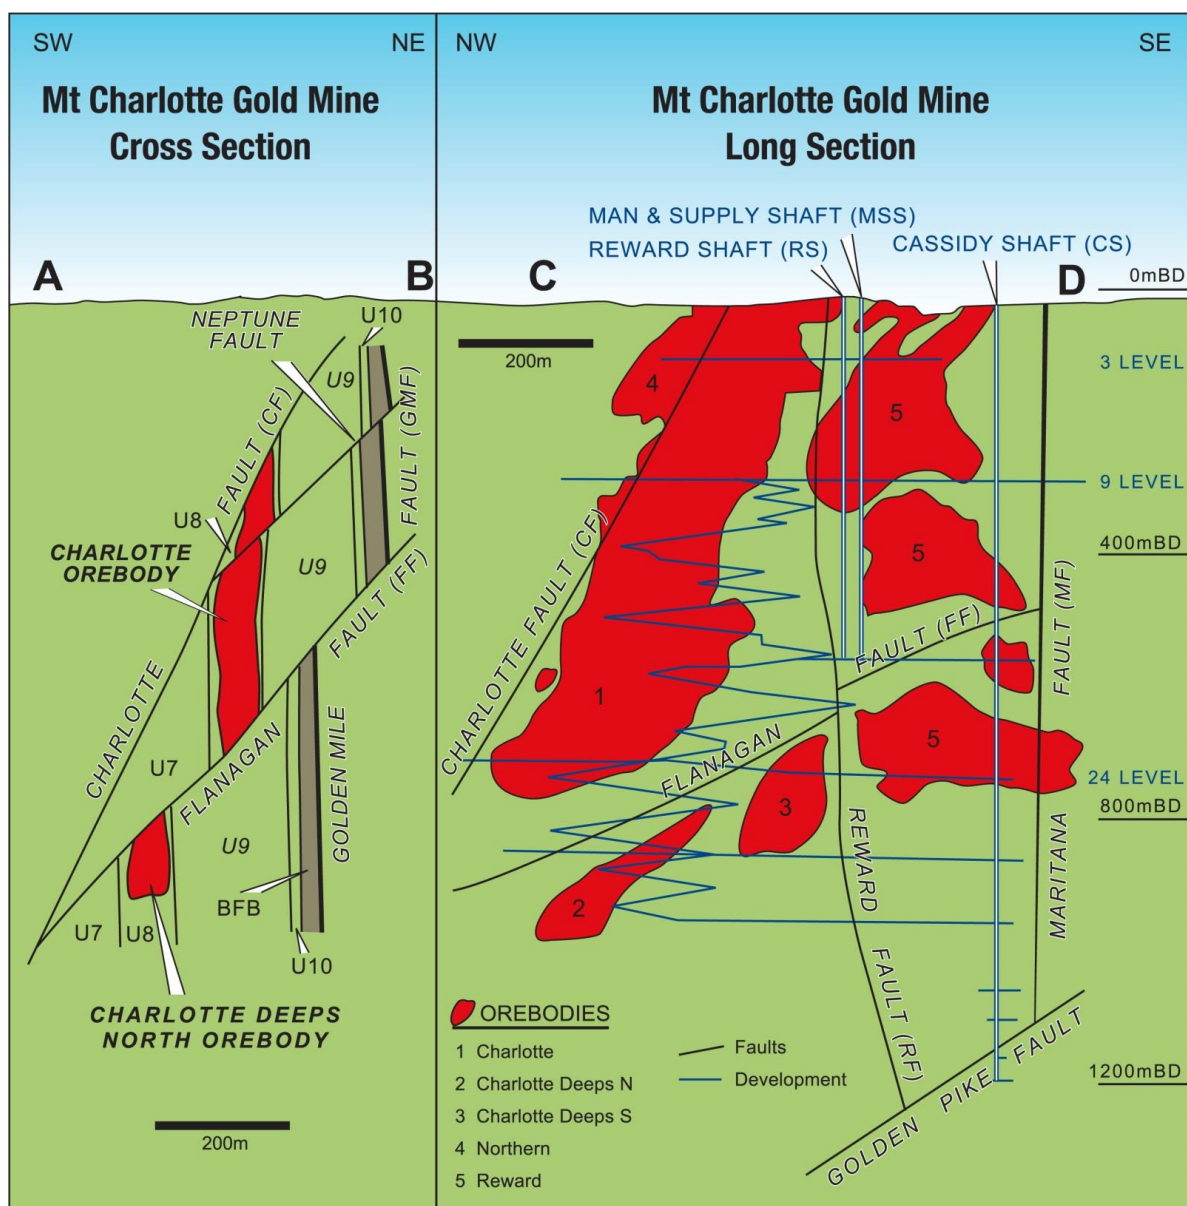 SW
NE
Mt Charlotte Gold Mine
Cross Section
A
B
NEPTUNE
FAULT
U10
U9
FAULT (CF)
FAULT (GMF)
U8
CHARLOTTE
OREBODY
U9
FAULT (FF)
CHARLOTTE
U7
FLANAGAN
GOLDEN MILE
U9
BFB
U7
U8
U10
CHARLOTTE DEEPS
NORTH OREBODY
200m
NW
SE
Mt Charlotte Gold Mine
Long Section
MAN & SUPPLY SHAFT (MSS)
REWARD SHAFT (RS)
CASSIDY SHAFT (CS)
C
D
0mBD
200m
4
5
3 LEVEL
9 LEVEL
5
400mBD
CHARLOTTE FAULT (CF)
FAULT (FF)
FAULT (MF)
1
5
FLANAGAN
24 LEVEL
3
800mBD
REWARD
MARITANA
2
FAULT (RF)
GOLDEN PIKE FAULT
1200mBD
OREBODIES
1 Charlotte
2 Charlotte Deeps N
3 Charlotte Deeps S
4 Northern
5 Reward
Faults
Development